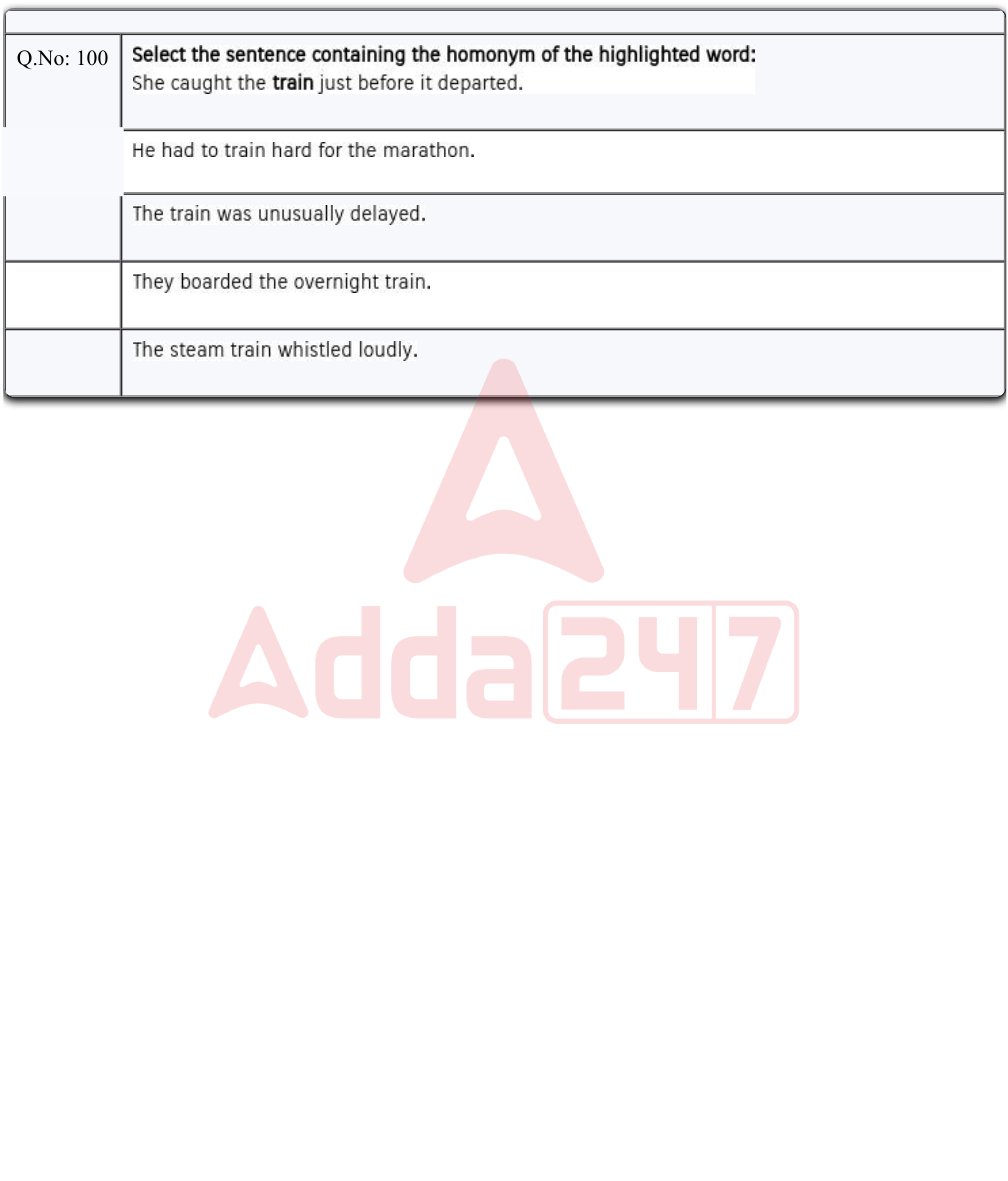 Q.No: 100
Select the sentence containing the homonym of the highlighted word:
She caught the train just before it departed.
He had to train hard for the marathon.
The train was unusually delayed.
They boarded the overnight train.
The steam train whistled loudly.
Adda247